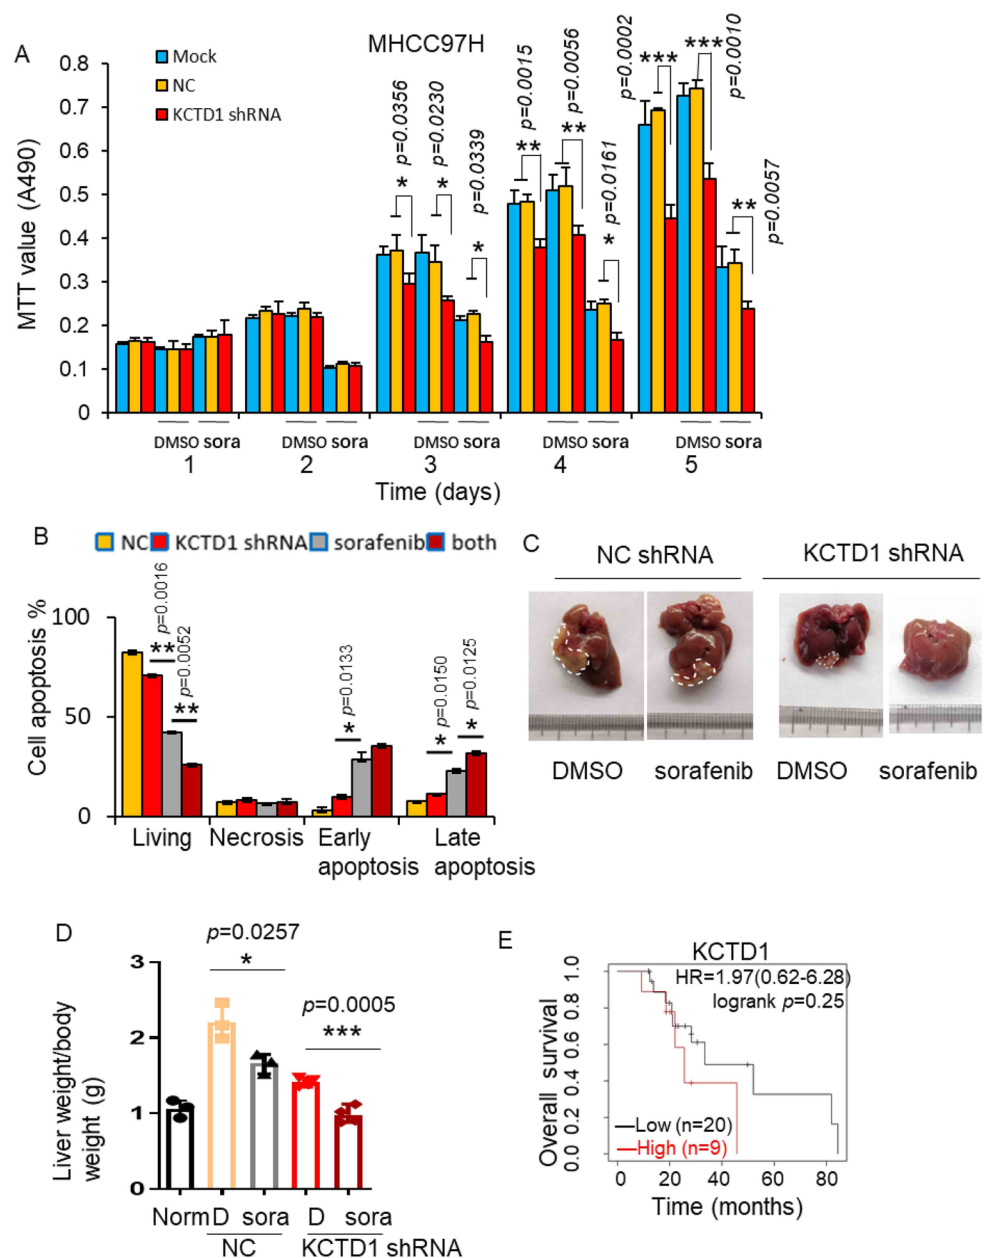 A
MHCC97H
Mock
NC
KCTD1 shRNA
p=0.0356
p=0.0230
p=0.0339
p=0.0015
p=0.0056
p=0.0161
p=0.0002
p=0.0010
p=0.0057
* * * ** ** * *** *** **
MTT value (A490)
0.8
0.7
0.6
0.5
0.4
0.3
0.2
0.1
0
DMSO sora DMSO sora DMSO sora DMSO sora DMSO sora
1 2 3 4 5
Time (days)
B
NC KCTD1 shRNA sorafenib both
Cell apoptosis %
100
50
0
p=0.0016
p=0.0052
p=0.0133
p=0.0150
p=0.0125
** ** * * *
Living Necrosis Early apoptosis Late apoptosis
C
NC shRNA KCTD1 shRNA
DMSO sorafenib DMSO sorafenib
D
p=0.0257
*
p=0.0005
***
Liver weight/body
weight (g)
3
2
1
0
Norm D sora D sora
NC KCTD1 shRNA
E
KCTD1
HR=1.97(0.62-6.28)
logrank p=0.25
Overall survival
1.0
0.8
0.6
0.4
0.2
0.0
Low (n=20)
High (n=9)
0 20 40 60 80
Time (months)